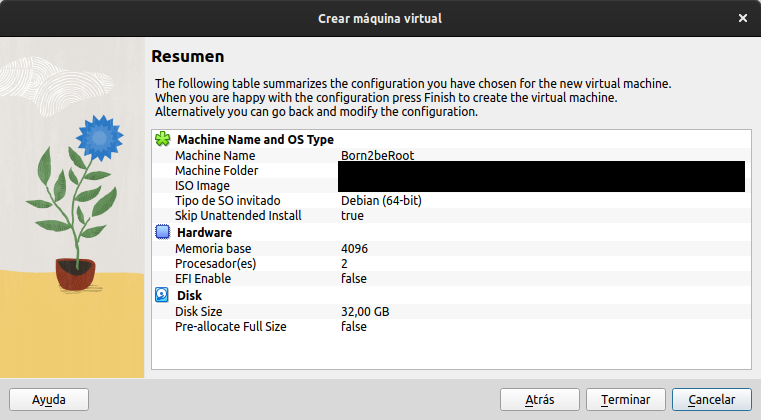 Crear máquina virtual
Resumen
The following table summarizes the configuration you have chosen for the new virtual machine.
When you are happy with the configuration press Finish to create the virtual machine.
Alternatively you can go back and modify the configuration.
Machine Name and OS Type
Machine Name Born2beRoot
Machine Folder
ISO Image
Tipo de SO invitado Debian (64-bit)
Skip Unattended Install true
Hardware
Memoria base 4096
Procesador(es) 2
EFI Enable false
Disk
Disk Size 32,00 GB
Pre-allocate Full Size false
Ayuda Atrás Terminar Cancelar